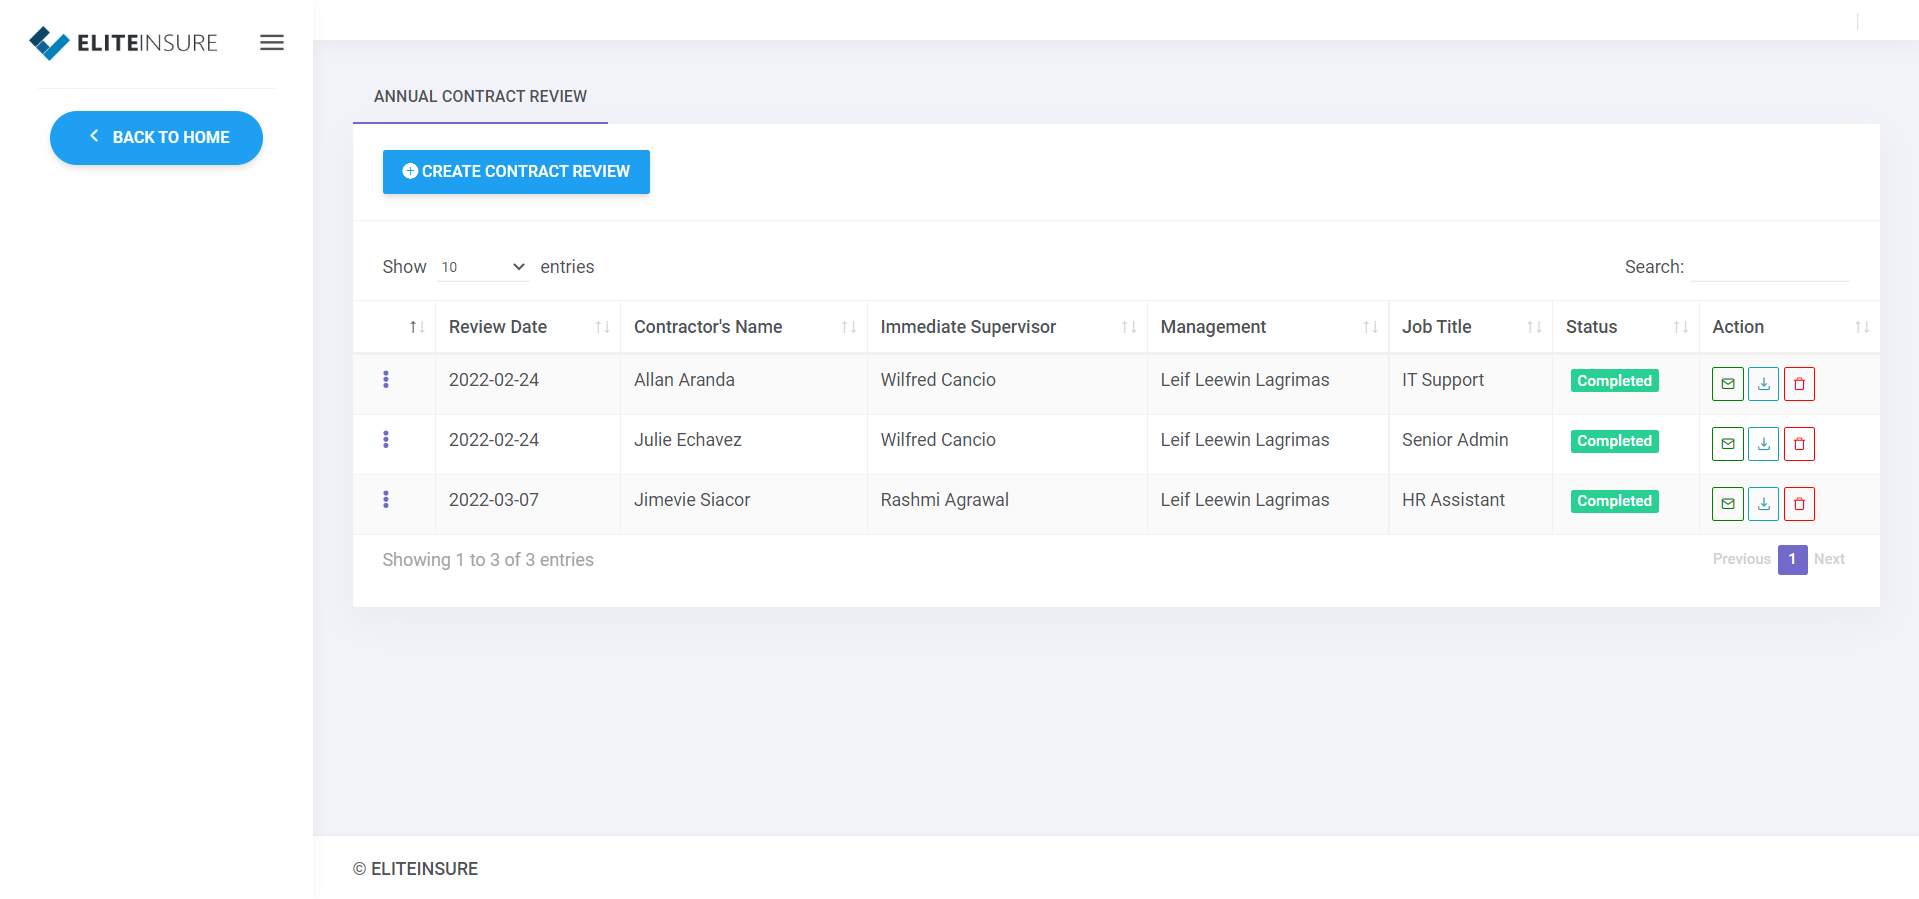 ELITEINSURE
BACK TO HOME
ANNUAL CONTRACT REVIEW
CREATE CONTRACT REVIEW
Show 10 entries Search:
Review Date Contractor's Name Immediate Supervisor Management Job Title Status Action
2022-02-24 Allan Aranda Wilfred Cancio Leif Leewin Lagrimas IT Support Completed
2022-02-24 Julie Echavez Wilfred Cancio Leif Leewin Lagrimas Senior Admin Completed
2022-03-07 Jimevie Siacor Rashmi Agrawal Leif Leewin Lagrimas HR Assistant Completed
Showing 1 to 3 of 3 entries Previous 1 Next
© ELITEINSURE